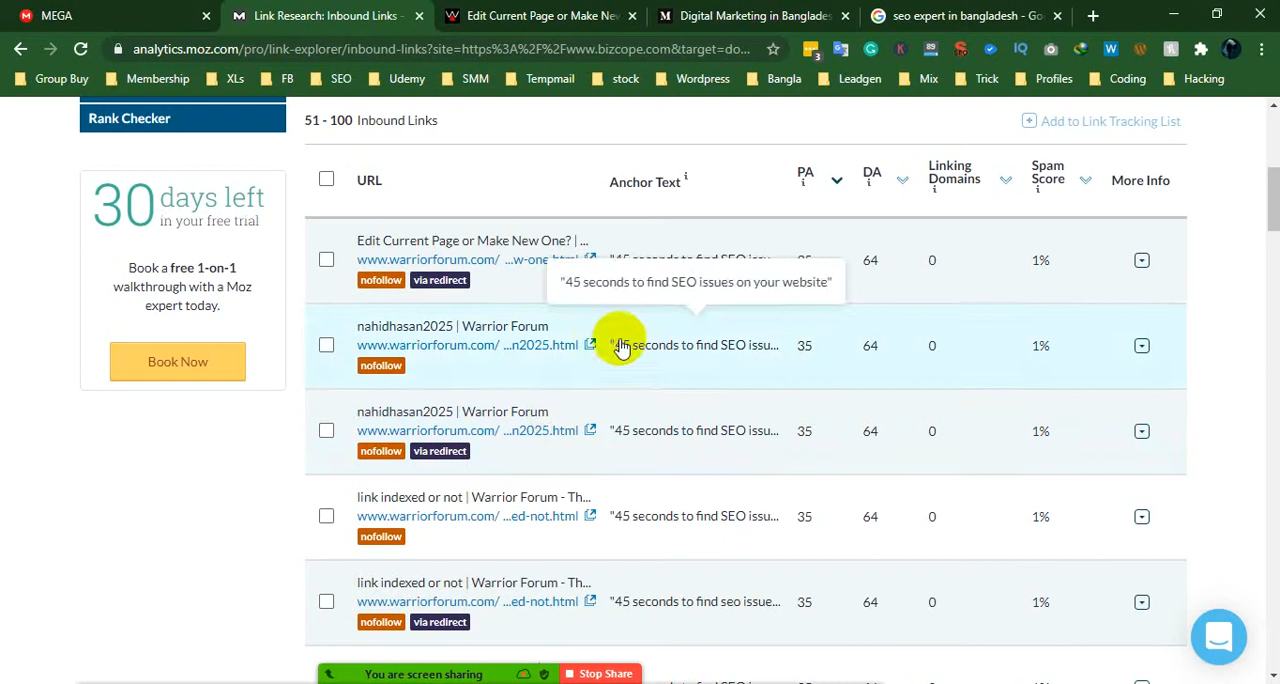 MEGA
Link Research: Inbound Links -
Edit Current Page or Make Nev
Digital Marketing in Banglades
seo expert in bangladesh - Go
analytics.moz.com/pro/link-explorer/inbound-links?site=https%3A%2F%2Fwww.bizcope.com&target=do...
3
89
IQ
Group Buy
Membership
XLs
FB
SEO
Udemy
SMM
Tempmail
stock
Wordpress
Bangla
Leadgen
Mix
Trick
Profiles
Coding
Hacking
Rank Checker
51 - 100 Inbound Links
Add to Link Tracking List
URL
Anchor Text
PA
DA
Linking Domains
Spam Score
More Info
30 days left
in your free trial
Book a free 1-on-1
walkthrough with a Moz
expert today.
Book Now
Edit Current Page or Make New One? | ...
www.warriorforum.com/ ...w-one.html
64
0
1%
nofollow
via redirect
"45 seconds to find SEO issues on your website"
nahidhasan2025 | Warrior Forum
www.warriorforum.com/ ...n2025.html
"45 seconds to find SEO issu...
35
64
0
1%
nofollow
nahidhasan2025 | Warrior Forum
www.warriorforum.com/ ...n2025.html
"45 seconds to find SEO issu...
35
64
0
1%
nofollow
via redirect
link indexed or not | Warrior Forum - Th...
www.warriorforum.com/ ...ed-not.html
"45 seconds to find SEO issu...
35
64
0
1%
nofollow
link indexed or not | Warrior Forum - Th...
www.warriorforum.com/ ...ed-not.html
"45 seconds to find seo issue...
35
64
0
1%
nofollow
via redirect
You are screen sharing
Stop Share